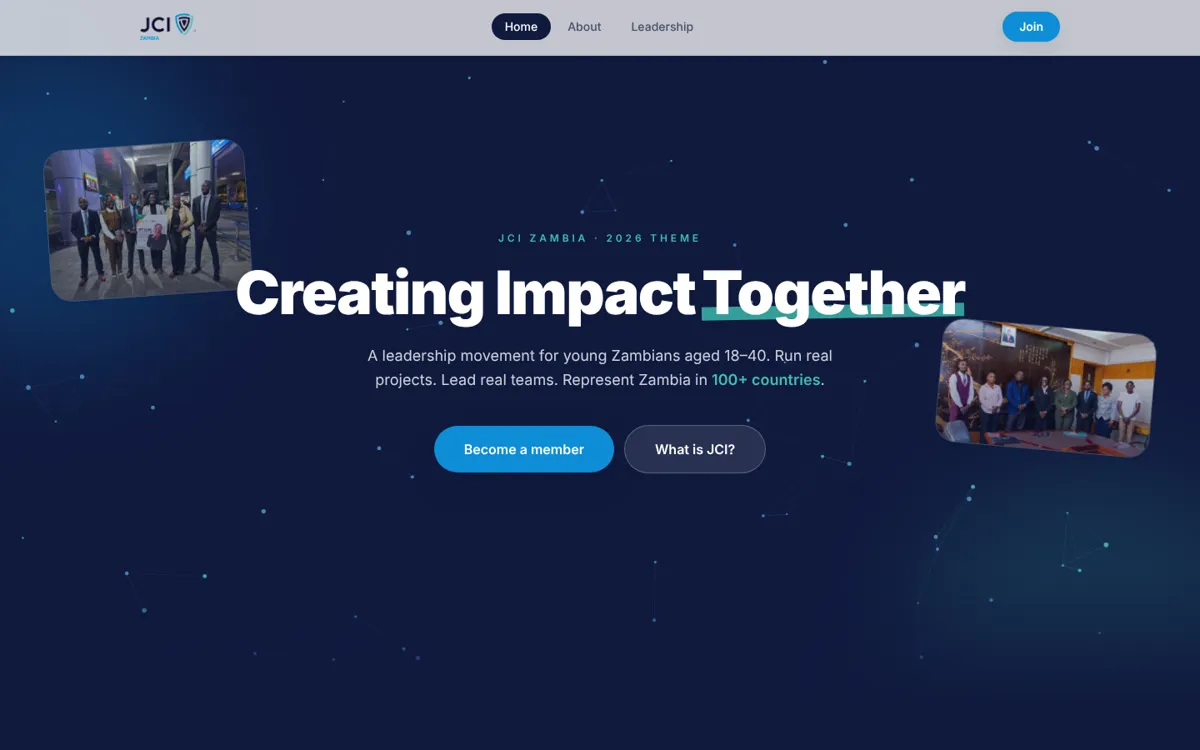 JCI
ZAMBIA
Home
About
Leadership
Join
JCI ZAMBIA · 2026 THEME
Creating Impact Together
A leadership movement for young Zambians aged 18–40. Run real
projects. Lead real teams. Represent Zambia in 100+ countries.
Become a member
What is JCI?